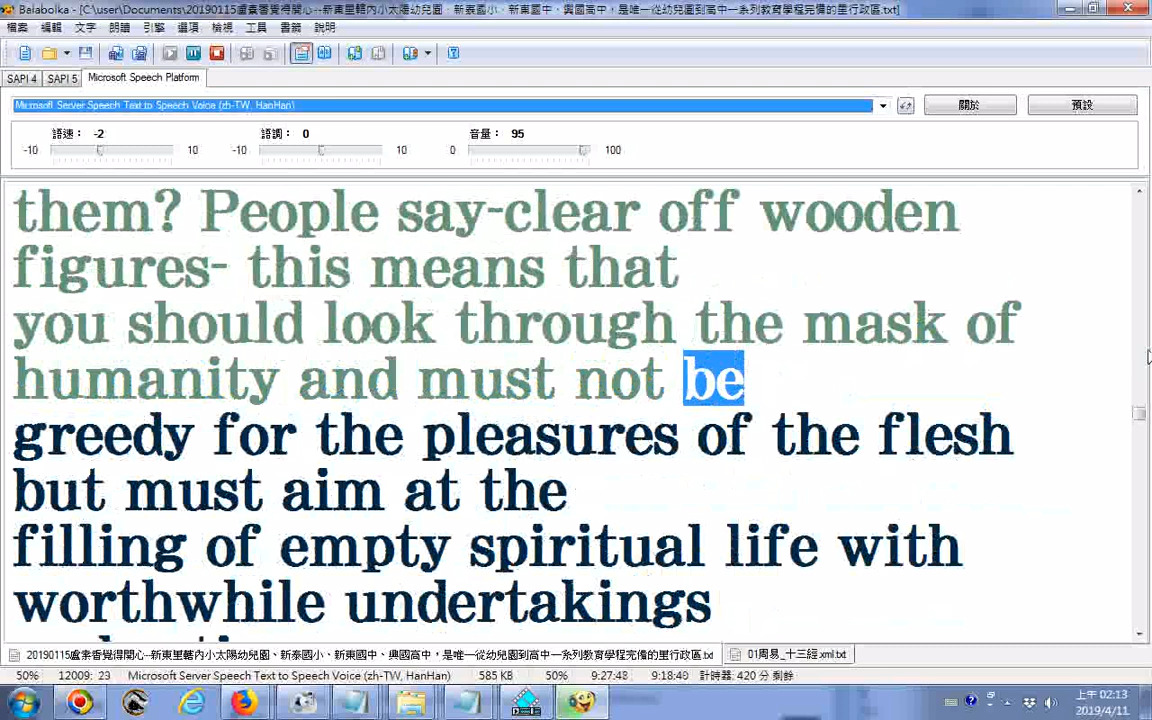 Balabolka - [C:\user\Documents\20190115盧素香覺得開心--新東里轄內小太陽幼兒園、新泰國小、新東國中、興國高中，是唯一從幼兒園到高中一系列教育學程完備的里行政區.txt]
檔案 編輯 文字 朗讀 引擎 選項 檢視 工具 書籤 說明
SAPI 4 SAPI 5 Microsoft Speech Platform
Microsoft Server Speech Text to Speech Voice (zh-TW, HanHan) 關於 預設
語速： -2 語調： 0 音量： 95
-10 10 -10 10 0 100
them? People say-clear off wooden
figures- this means that
you should look through the mask of
humanity and must not be
greedy for the pleasures of the flesh
but must aim at the
filling of empty spiritual life with
worthwhile undertakings
20190115盧素香覺得開心--新東里轄內小太陽幼兒園、新泰國小、新東國中、興國高中，是唯一從幼兒園到高中一系列教育學程完備的里行政區.txt 01周易_十三經.xml.txt
50% 12009: 23 Microsoft Server Speech Text to Speech Voice (zh-TW, HanHan) 585 KB 50% 9:27:48 9:18:40 計時器: 420 分 剩餘
上午 02:13
2019/4/11